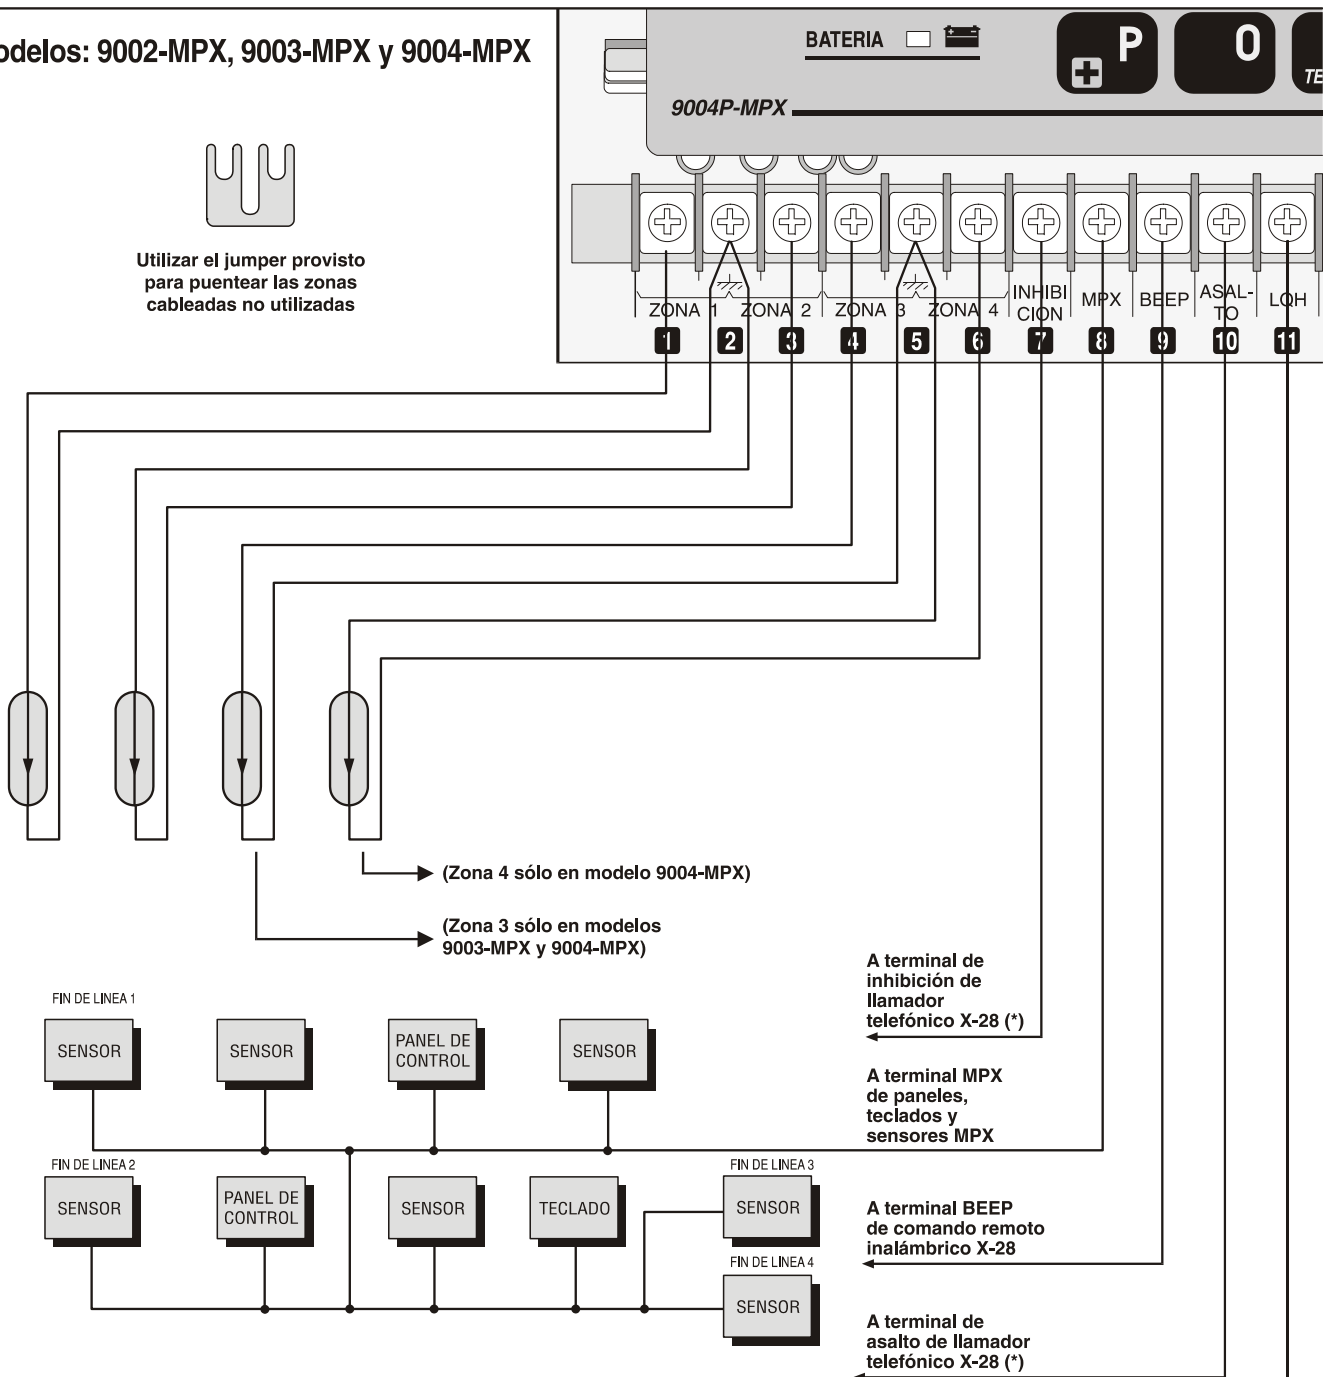 odelos: 9002-MPX, 9003-MPX y 9004-MPX
BATERIA
P
0
TE
9004P-MPX
Utilizar el jumper provisto
para puentear las zonas
cableadas no utilizadas
ZONA 1
ZONA 2
ZONA 3
ZONA 4
INHIBI
CION
MPX
BEEP
ASAL-
TO
LQH
1
2
3
4
5
6
7
8
9
10
11
(Zona 4 sólo en modelo 9004-MPX)
(Zona 3 sólo en modelos
9003-MPX y 9004-MPX)
A terminal de
inhibición de
llamador
telefónico X-28 (*)
FIN DE LINEA 1
SENSOR
SENSOR
PANEL DE
CONTROL
SENSOR
A terminal MPX
de paneles,
teclados y
sensores MPX
FIN DE LINEA 2
SENSOR
PANEL DE
CONTROL
SENSOR
TECLADO
FIN DE LINEA 3
SENSOR
A terminal BEEP
de comando remoto
inalámbrico X-28
FIN DE LINEA 4
SENSOR
A terminal de
asalto de llamador
telefónico X-28 (*)